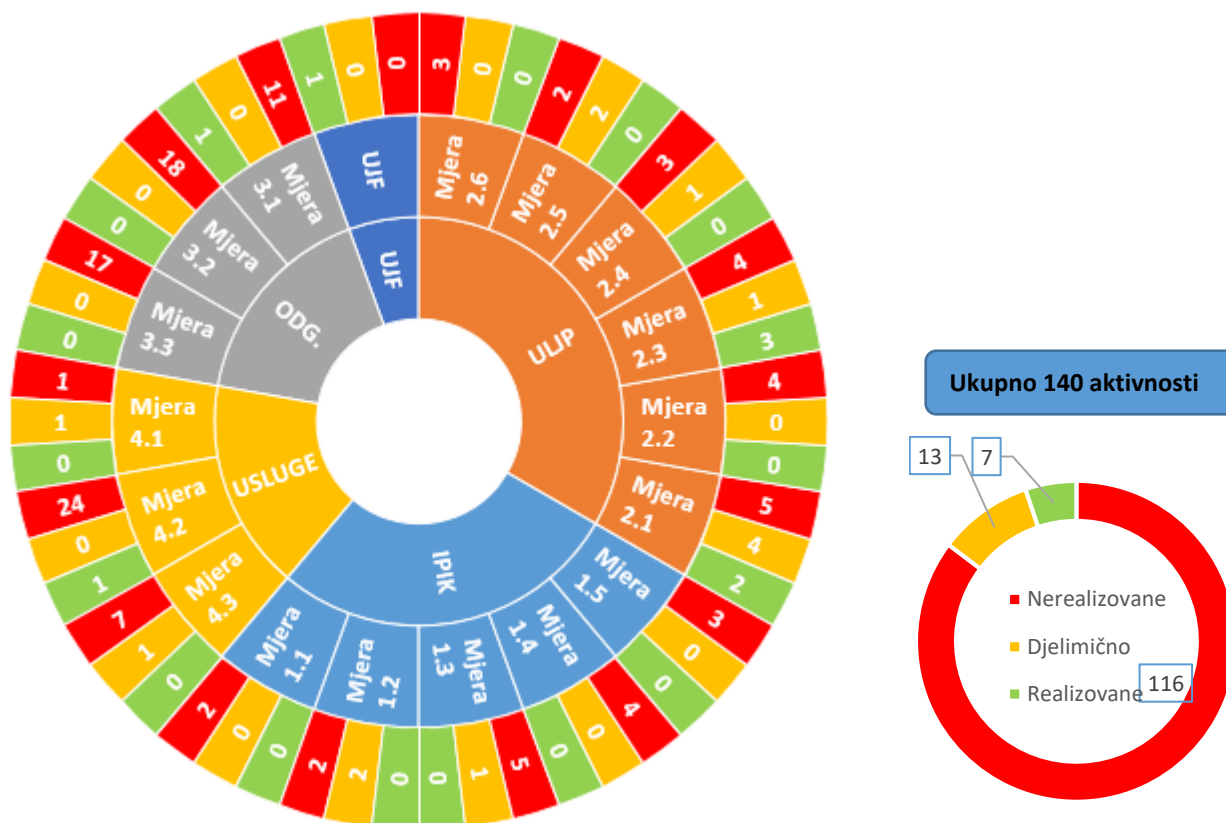 3
0
0
2
2
0
3
1
0
4
1
3
4
0
0
5
4
2
3
0
0
4
0
0
5
1
0
0
2
2
0
0
2
0
1
7
1
0
24
0
1
1
0
0
17
0
0
18
1
0
11
1
0
0
Mjera
2.6
Mjera
2.5
Mjera
2.4
Mjera
2.3
Mjera
2.2
Mjera
2.1
Mjera
1.5
Mjera
1.4
Mjera
1.3
Mjera
1.2
Mjera
1.1
Mjera
4.3
Mjera
4.2
Mjera
4.1
Mjera
3.3
Mjera
3.2
Mjera
3.1
UJF
ULJP
IPIK
USLUGE
ODG.
UJF
Ukupno 140 aktivnosti
13
7
Nerealizovane
Djelimično
Realizovane
116